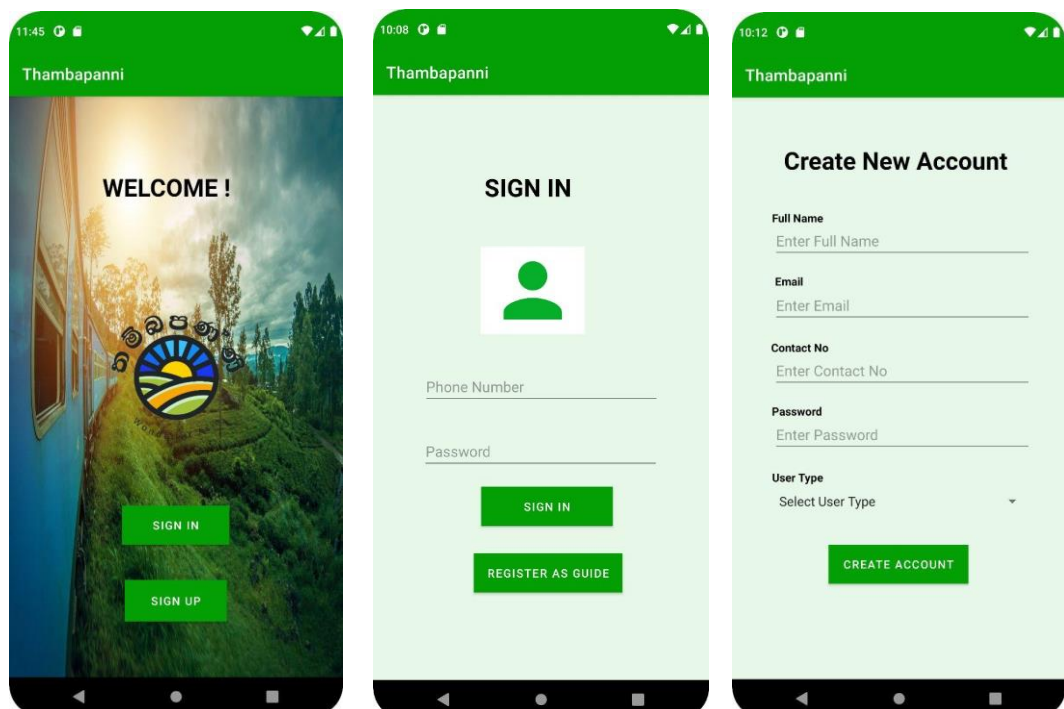 11:45
Thambapanni
WELCOME !
SIGN IN
SIGN UP
10:08
Thambapanni
SIGN IN
Phone Number
Password
SIGN IN
REGISTER AS GUIDE
10:12
Thambapanni
Create New Account
Full Name
Enter Full Name
Email
Enter Email
Contact No
Enter Contact No
Password
Enter Password
User Type
Select User Type
CREATE ACCOUNT